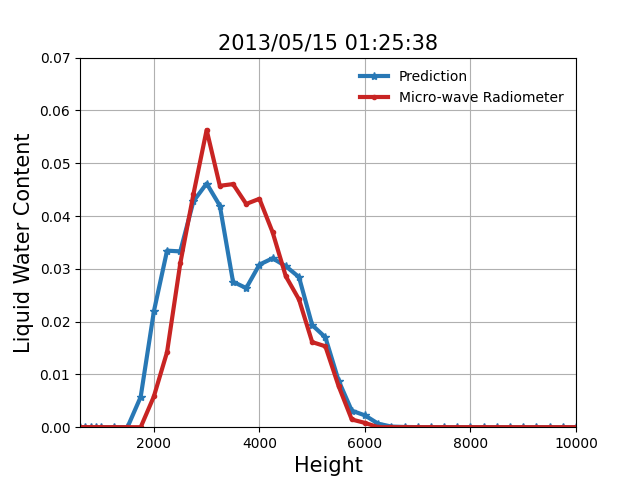 2013/05/15 01:25:38
Prediction
Micro-wave Radiometer
Liquid Water Content
0.07
0.06
0.05
0.04
0.03
0.02
0.01
0.00
2000 4000 6000 8000 10000
Height